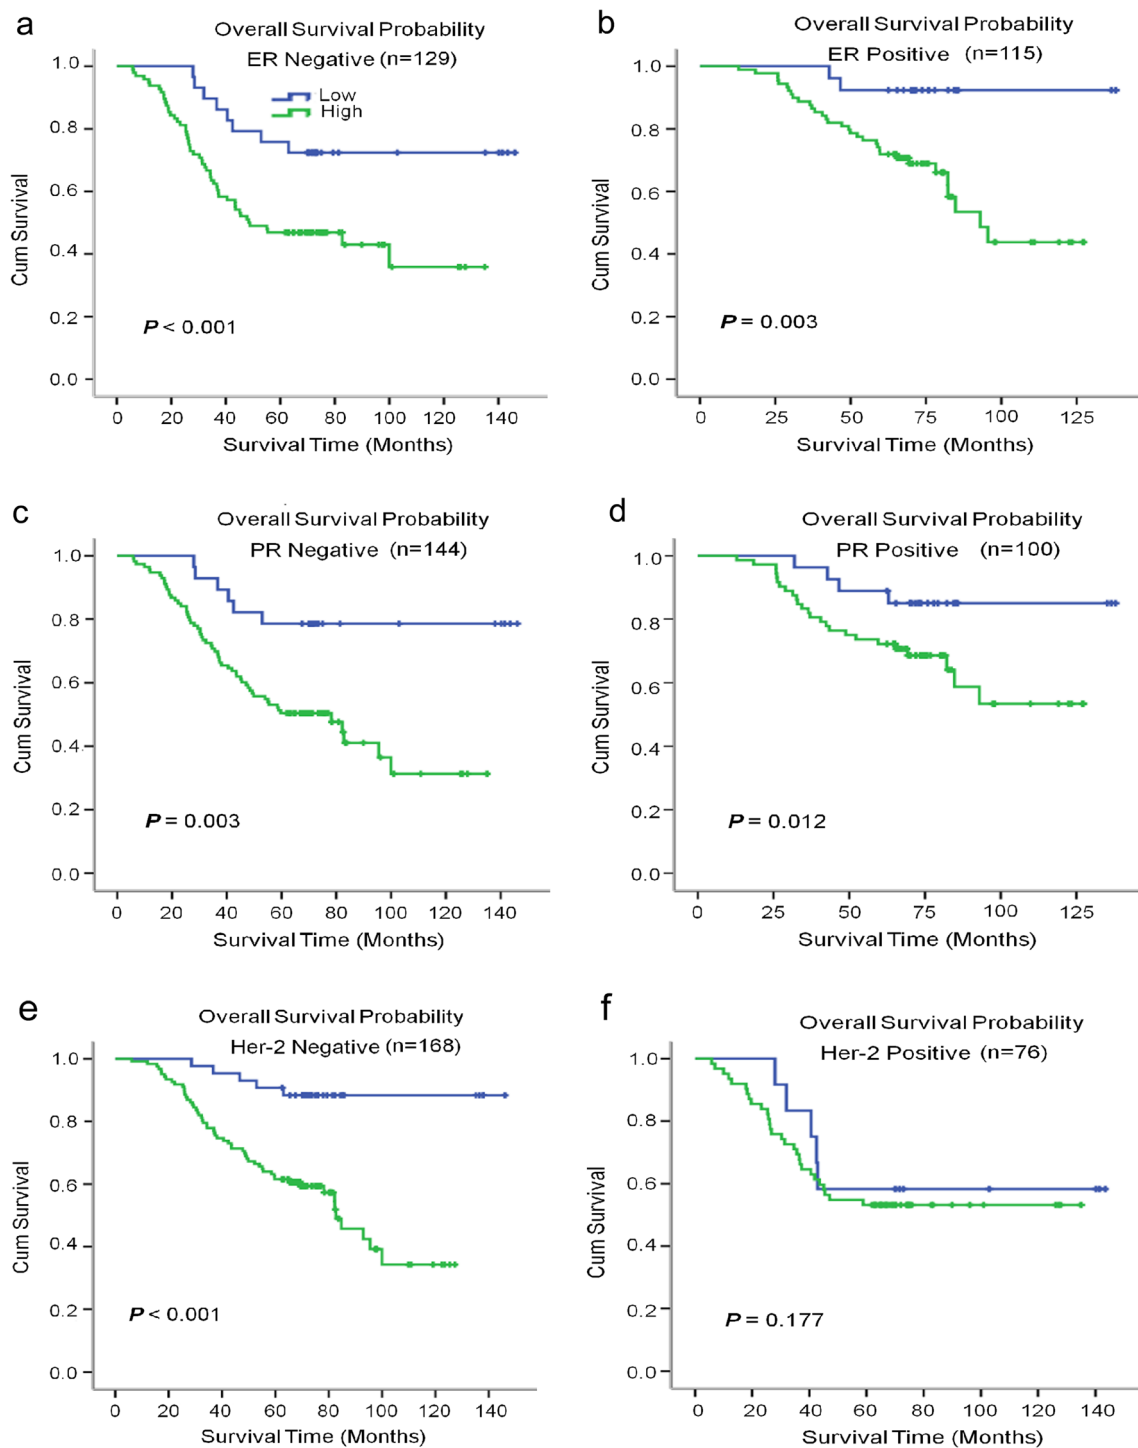 a
Overall Survival Probability
ER Negative (n=129)
Low
High
1.0
0.8
0.6
0.4
0.2
0.0
Cum Survival
P < 0.001
0 20 40 60 80 100 120 140
Survival Time (Months)
b
Overall Survival Probability
ER Positive (n=115)
1.0
0.8
0.6
0.4
0.2
0.0
Cum Survival
P = 0.003
0 25 50 75 100 125
Survival Time (Months)
c
Overall Survival Probability
PR Negative (n=144)
1.0
0.8
0.6
0.4
0.2
0.0
Cum Survival
P = 0.003
0 20 40 60 80 100 120 140
Survival Time (Months)
d
Overall Survival Probability
PR Positive (n=100)
1.0
0.8
0.6
0.4
0.2
0.0
Cum Survival
P = 0.012
0 25 50 75 100 125
Survival Time (Months)
e
Overall Survival Probability
Her-2 Negative (n=168)
1.0
0.8
0.6
0.4
0.2
0.0
Cum Survival
P < 0.001
0 20 40 60 80 100 120 140
Survival Time (Months)
f
Overall Survival Probability
Her-2 Positive (n=76)
1.0
0.8
0.6
0.4
0.2
0.0
Cum Survival
P = 0.177
0 20 40 60 80 100 120 140
Survival Time (Months)